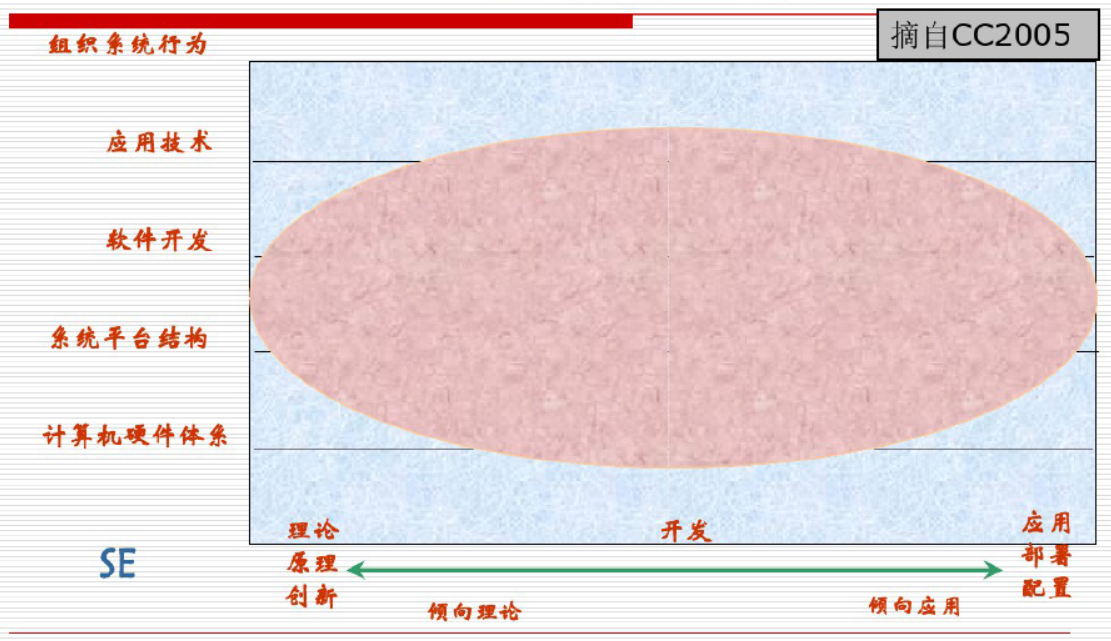 摘自CC2005
组织系统行为
应用技术
软件开发
系统平台结构
计算机硬件体系
SE
理论
原理
创新
开发
应用
部署
配置
倾向理论
倾向应用